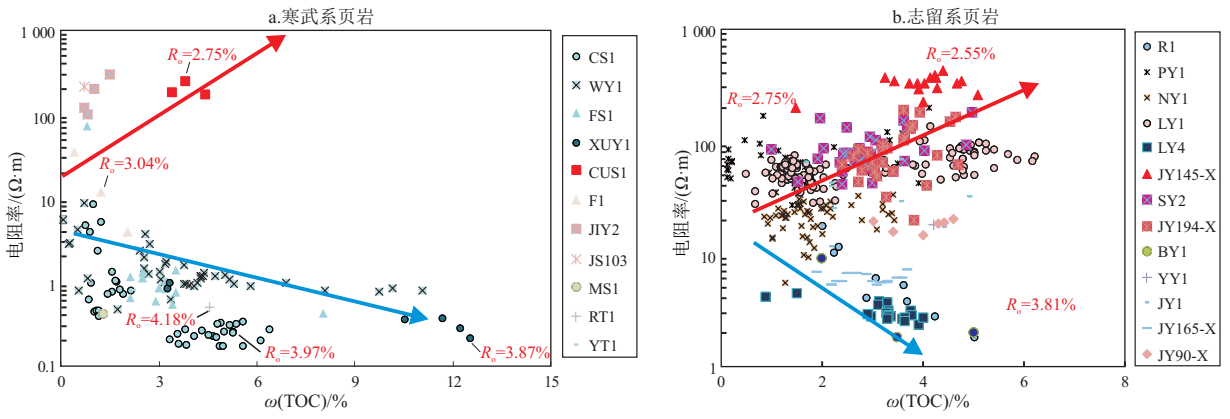 a.寒武系页岩
1 000
100
10
1
0.1
电阻率/(Ω·m)
0
3
6
9
12
15
ω(TOC)/%
Ro=2.75%
Ro=3.04%
Ro=4.18%
Ro=3.97%
Ro=3.87%
CS1
WY1
FS1
XUY1
CUS1
F1
JIY2
JS103
MS1
RT1
YT1
b.志留系页岩
1 000
100
10
1
电阻率/(Ω·m)
0
2
4
6
8
ω(TOC)/%
Ro=2.55%
Ro=2.75%
Ro=3.81%
R1
PY1
NY1
LY1
LY4
JY145-X
SY2
JY194-X
BY1
YY1
JY1
JY165-X
JY90-X